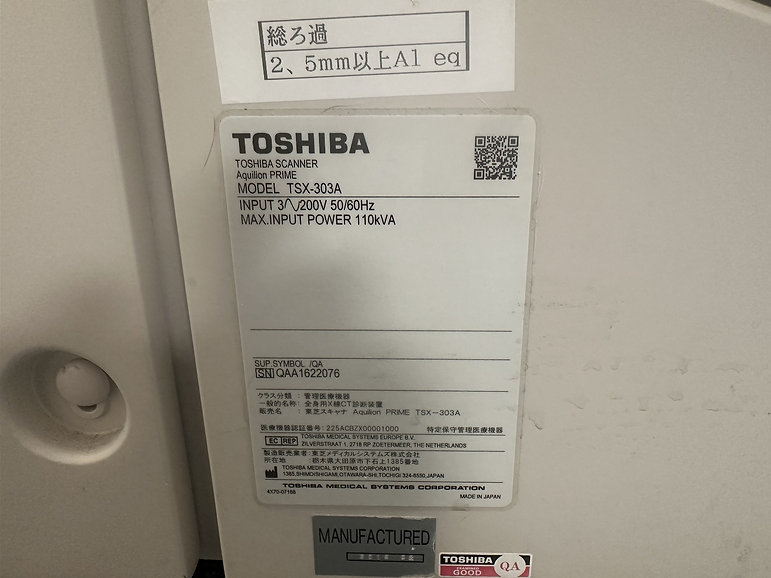 総ろ過
2、5mm以上Al eq
TOSHIBA
TOSHIBA SCANNER
Aquilion PRIME
MODEL TSX-303A
INPUT 3〜200V 50/60Hz
MAX.INPUT POWER 110kVA
SUP.SYMBOL /QA
SN QAA1622076
クラス分類 : 管理医療機器
一般的名称: 全身用X線CT診断装置
販売名 : 東芝スキャナ Aquilion PRIME TSX-303A
医療機器認証番号: 225ACBZX00001000 特定保守管理医療機器
EC REP TOSHIBA MEDICAL SYSTEMS EUROPE B.V.
ZILVERSTRAAT 1, 2718 RP ZOETERMEER, THE NETHERLANDS
製造販売業者: 東芝メディカルシステムズ株式会社
所在地 : 栃木県大田原市下石上1385番地
TOSHIBA MEDICAL SYSTEMS CORPORATION
1385,SHIMOISHIGAMI,OTAWARA-SHI,TOCHIGI 324-8550,JAPAN
TOSHIBA MEDICAL SYSTEMS CORPORATION
4X70-07168 MADE IN JAPAN
MANUFACTURED
TOSHIBA
GOOD
QA